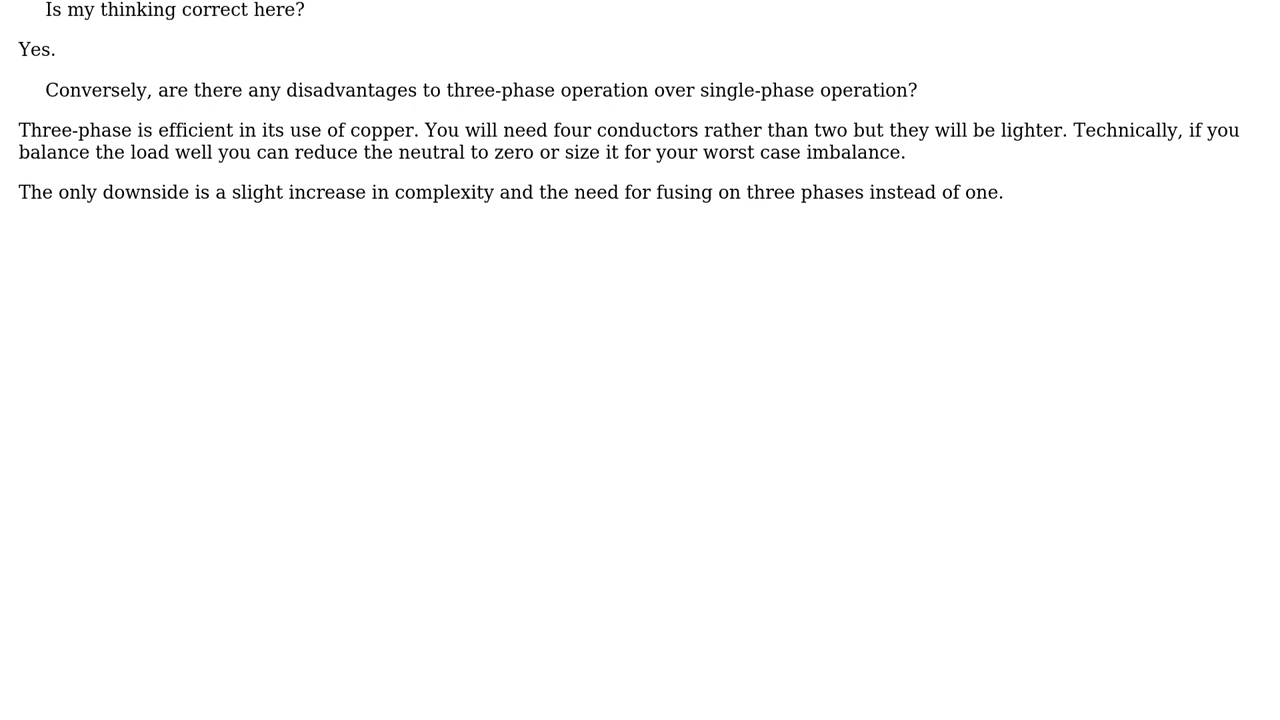 Is my thinking correct here?
Yes.
Conversely, are there any disadvantages to three-phase operation over single-phase operation?
Three-phase is efficient in its use of copper. You will need four conductors rather than two but they will be lighter. Technically, if you
balance the load well you can reduce the neutral to zero or size it for your worst case imbalance.
The only downside is a slight increase in complexity and the need for fusing on three phases instead of one.